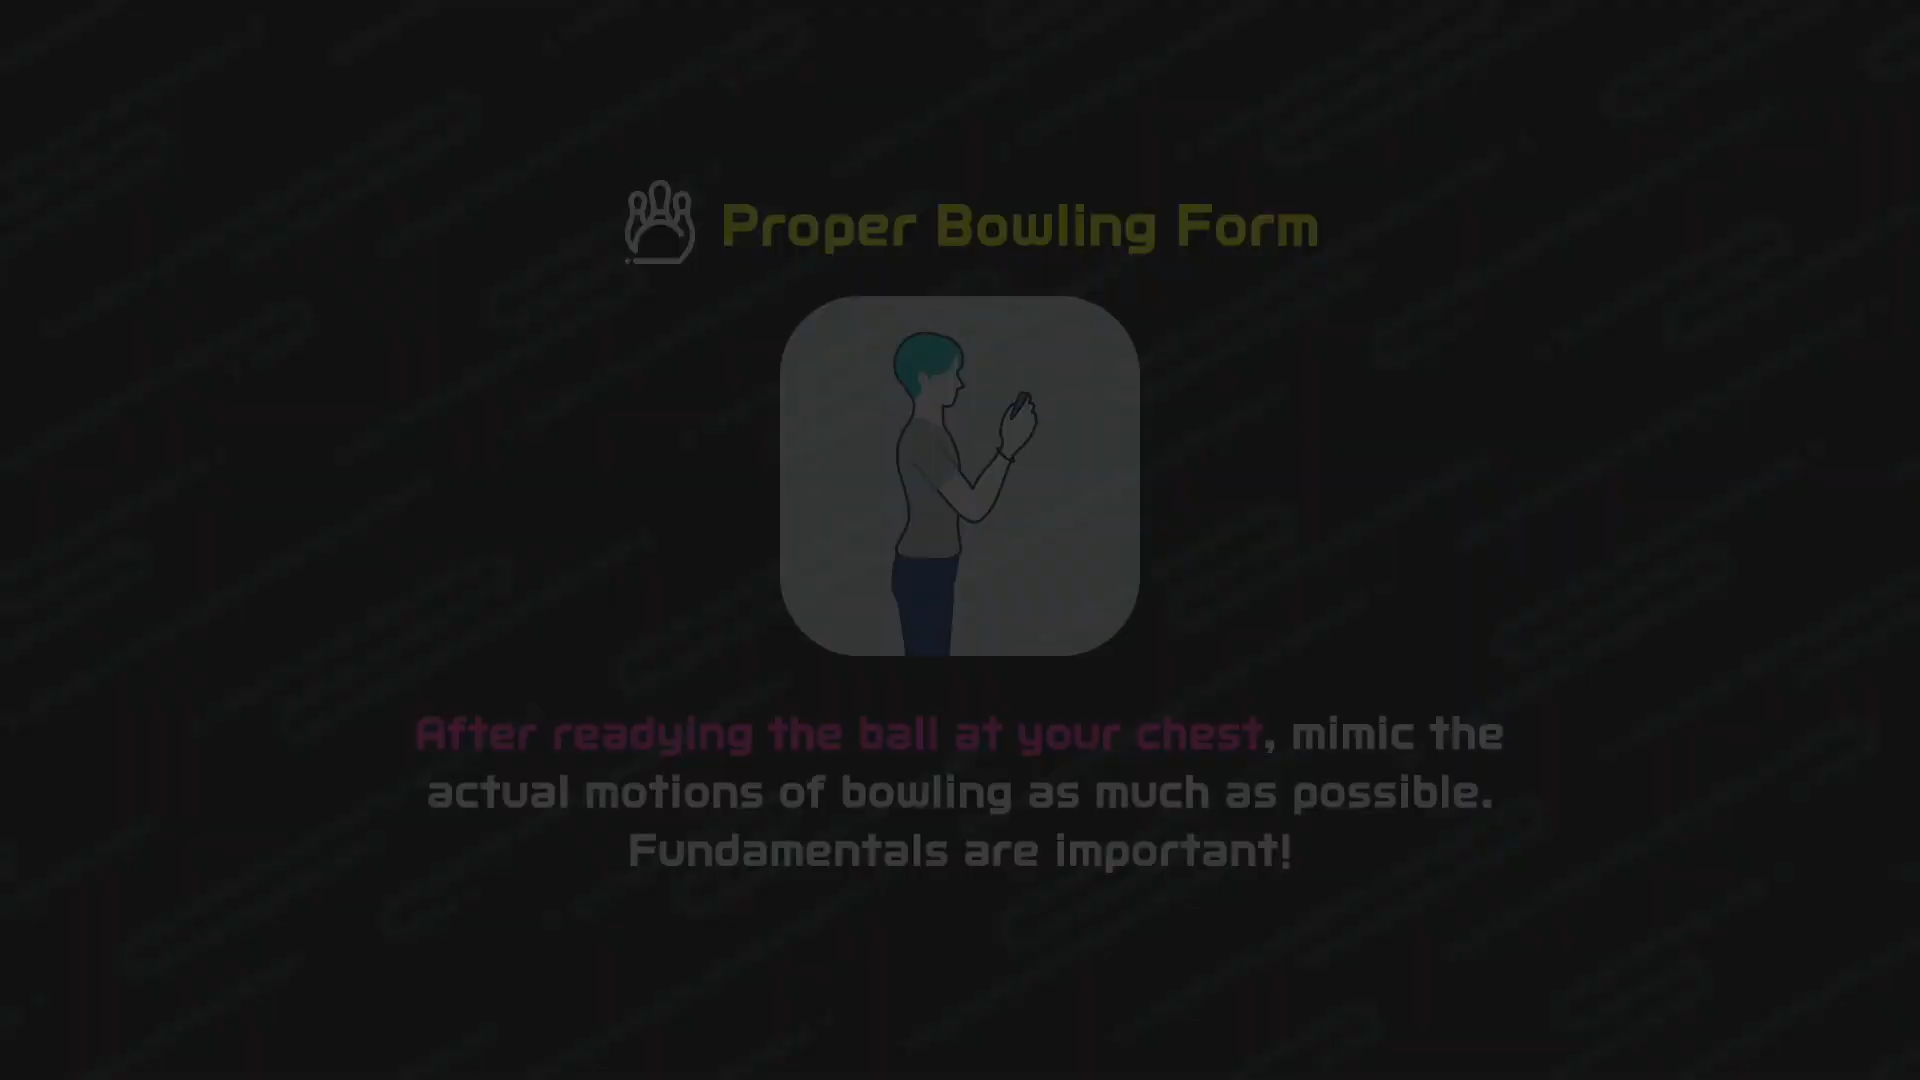 Proper Bowling Form
After readying the ball at your chest, mimic the
actual motions of bowling as much as possible.
Fundamentals are important!